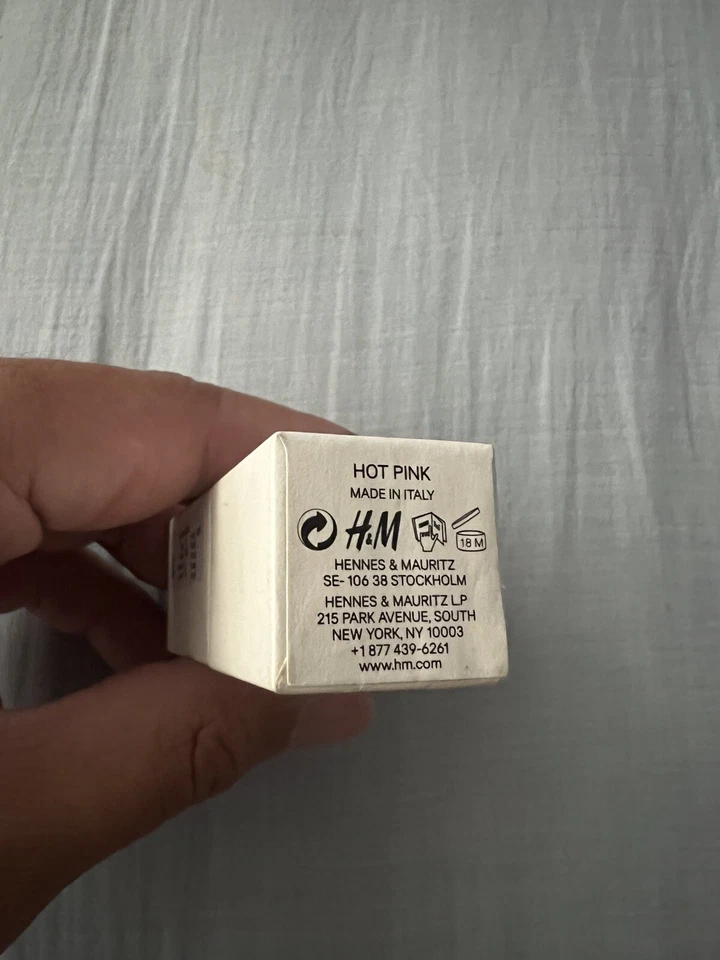 HOT PINK
MADE IN ITALY
H&M
18 M
HENNES & MAURITZ
SE- 106 38 STOCKHOLM
HENNES & MAURITZ LP
215 PARK AVENUE, SOUTH
NEW YORK, NY 10003
+1 877 439-6261
www.hm.com